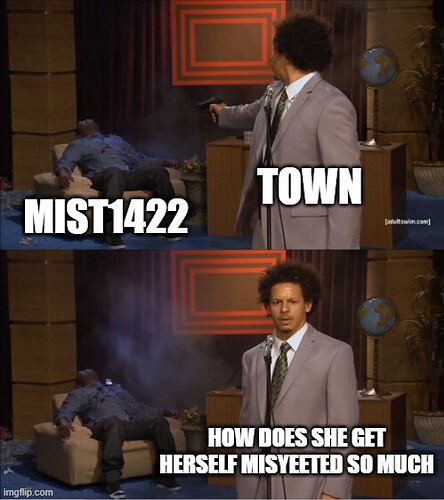 TOWN
MIST1422
[adultswim.com]
HOW DOES SHE GET
HERSELF MISYEETED SO MUCH
imgflip.com